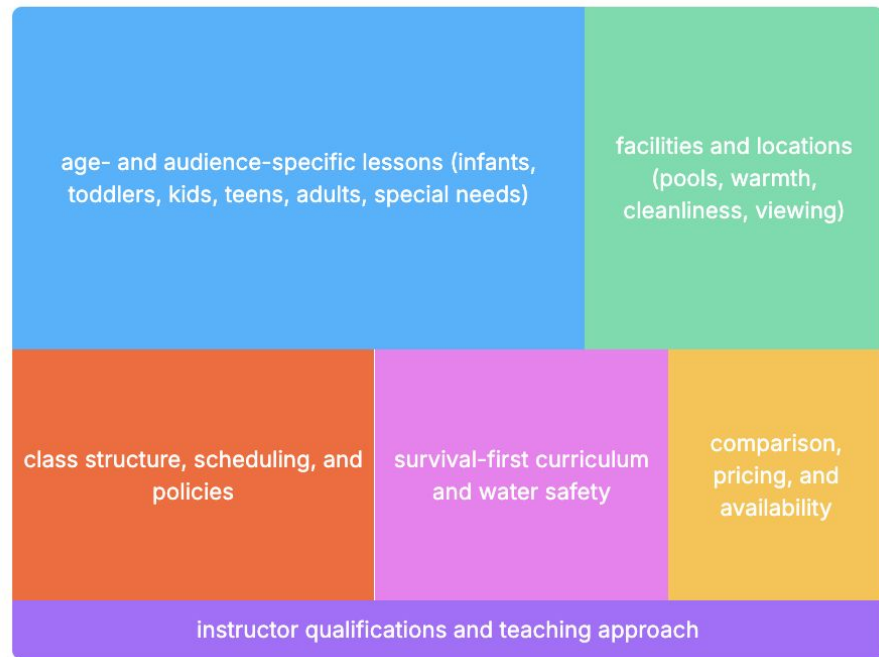 age- and audience-specific lessons (infants,
toddlers, kids, teens, adults, special needs)
facilities and locations
(pools, warmth,
cleanliness, viewing)
class structure, scheduling, and
policies
survival-first curriculum
and water safety
comparison,
pricing, and
availability
instructor qualifications and teaching approach